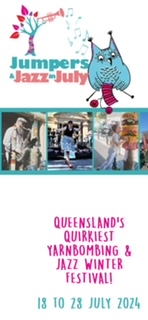 Jumpers
& Jazz in July
QUEENSLAND'S
QUIRKIEST
YARNBOMBING &
JAZZ WINTER
FESTIVAL!
18 TO 28 JULY 2024